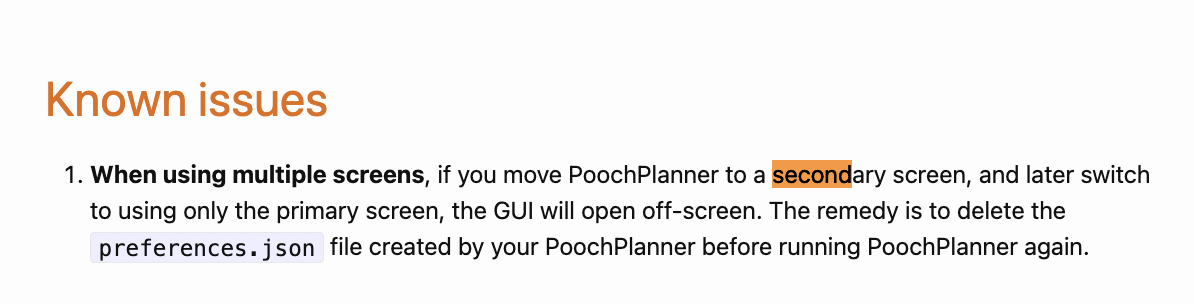 Known issues
1. When using multiple screens, if you move PoochPlanner to a secondary screen, and later switch
to using only the primary screen, the GUI will open off-screen. The remedy is to delete the
preferences.json file created by your PoochPlanner before running PoochPlanner again.